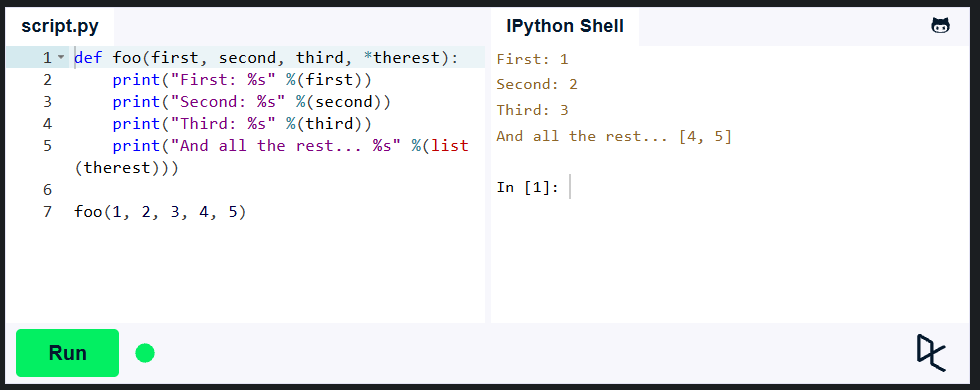 script.py
1 def foo(first, second, third, *therest):
2     print("First: %s" %(first))
3     print("Second: %s" %(second))
4     print("Third: %s" %(third))
5     print("And all the rest... %s" %(list
(therest)))
6
7 foo(1, 2, 3, 4, 5)
Run
IPython Shell
First: 1
Second: 2
Third: 3
And all the rest... [4, 5]
In [1]: